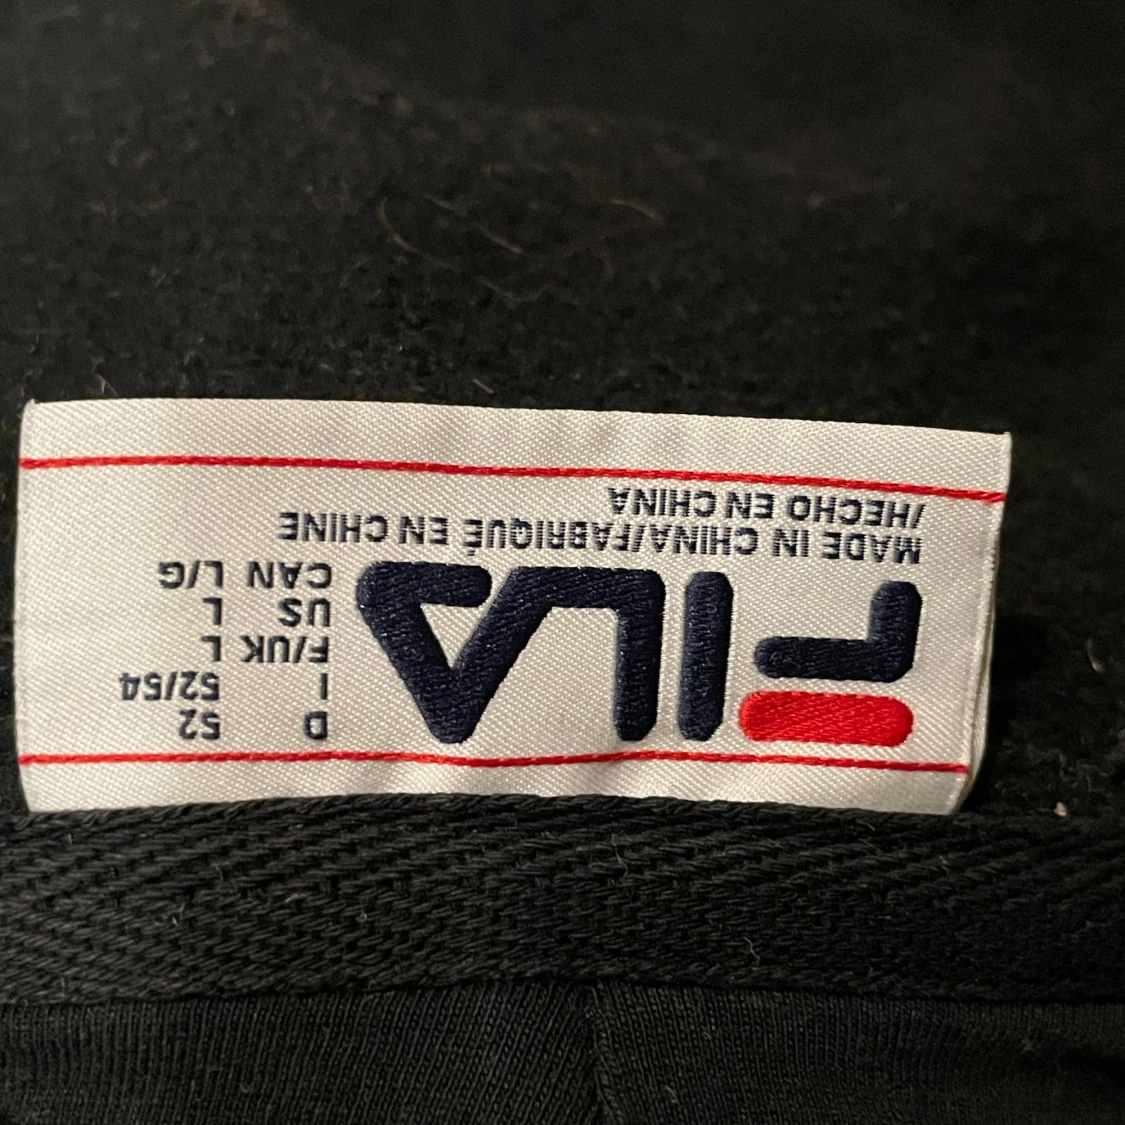 FILA
D 52
I 52/54
F/UK L
US L
CAN L/G
MADE IN CHINA/FABRIQUÉ EN CHINE
/HECHO EN CHINA